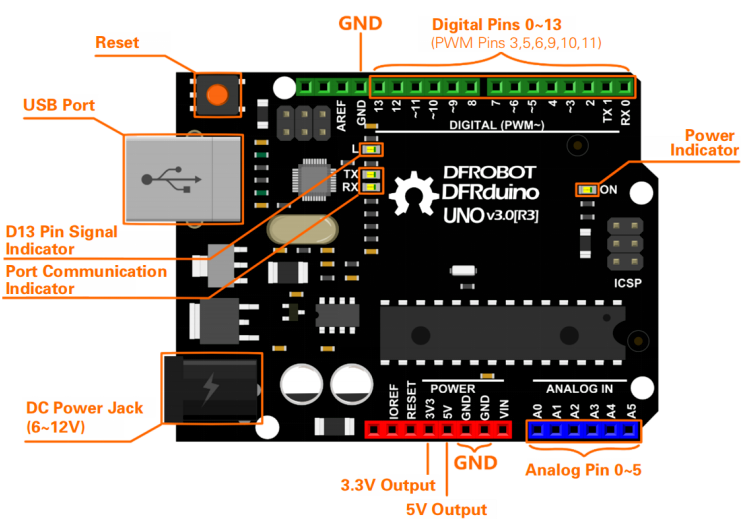 GND
Digital Pins 0~13
(PWM Pins 3,5,6,9,10,11)
Reset
USB Port
AREF
GND
13
12
~11
~10
~9
8
7
~6
~5
4
~3
2
TX 1
RX 0
DIGITAL (PWM~)
Power
Indicator
L
TX
RX
DFROBOT
DFRduino
UNO v3.0[R3]
ON
D13 Pin Signal
Indicator
Port Communication
Indicator
ICSP
DC Power Jack
(6~12V)
POWER
ANALOG IN
IOREF
RESET
3V3
5V
GND
GND
VIN
A0
A1
A2
A3
A4
A5
GND
Analog Pin 0~5
3.3V Output
5V Output